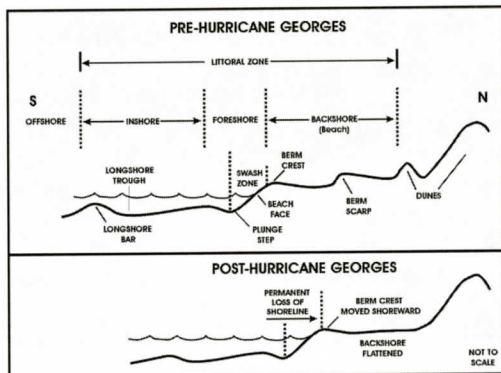 PRE-HURRICANE GEORGES
LITTORAL ZONE
S
N
OFFSHORE
INSHORE
FORESHORE
BACKSHORE
(Beach)
LONGSHORE
TROUGH
SWASH
ZONE
BERM
CREST
BEACH
FACE
BERM
SCARP
DUNES
LONGSHORE
BAR
PLUNGE
STEP
POST-HURRICANE GEORGES
PERMANENT
LOSS OF
SHORELINE
BERM CREST
MOVED SHOREWARD
BACKSHORE
FLATTENED
NOT TO
SCALE